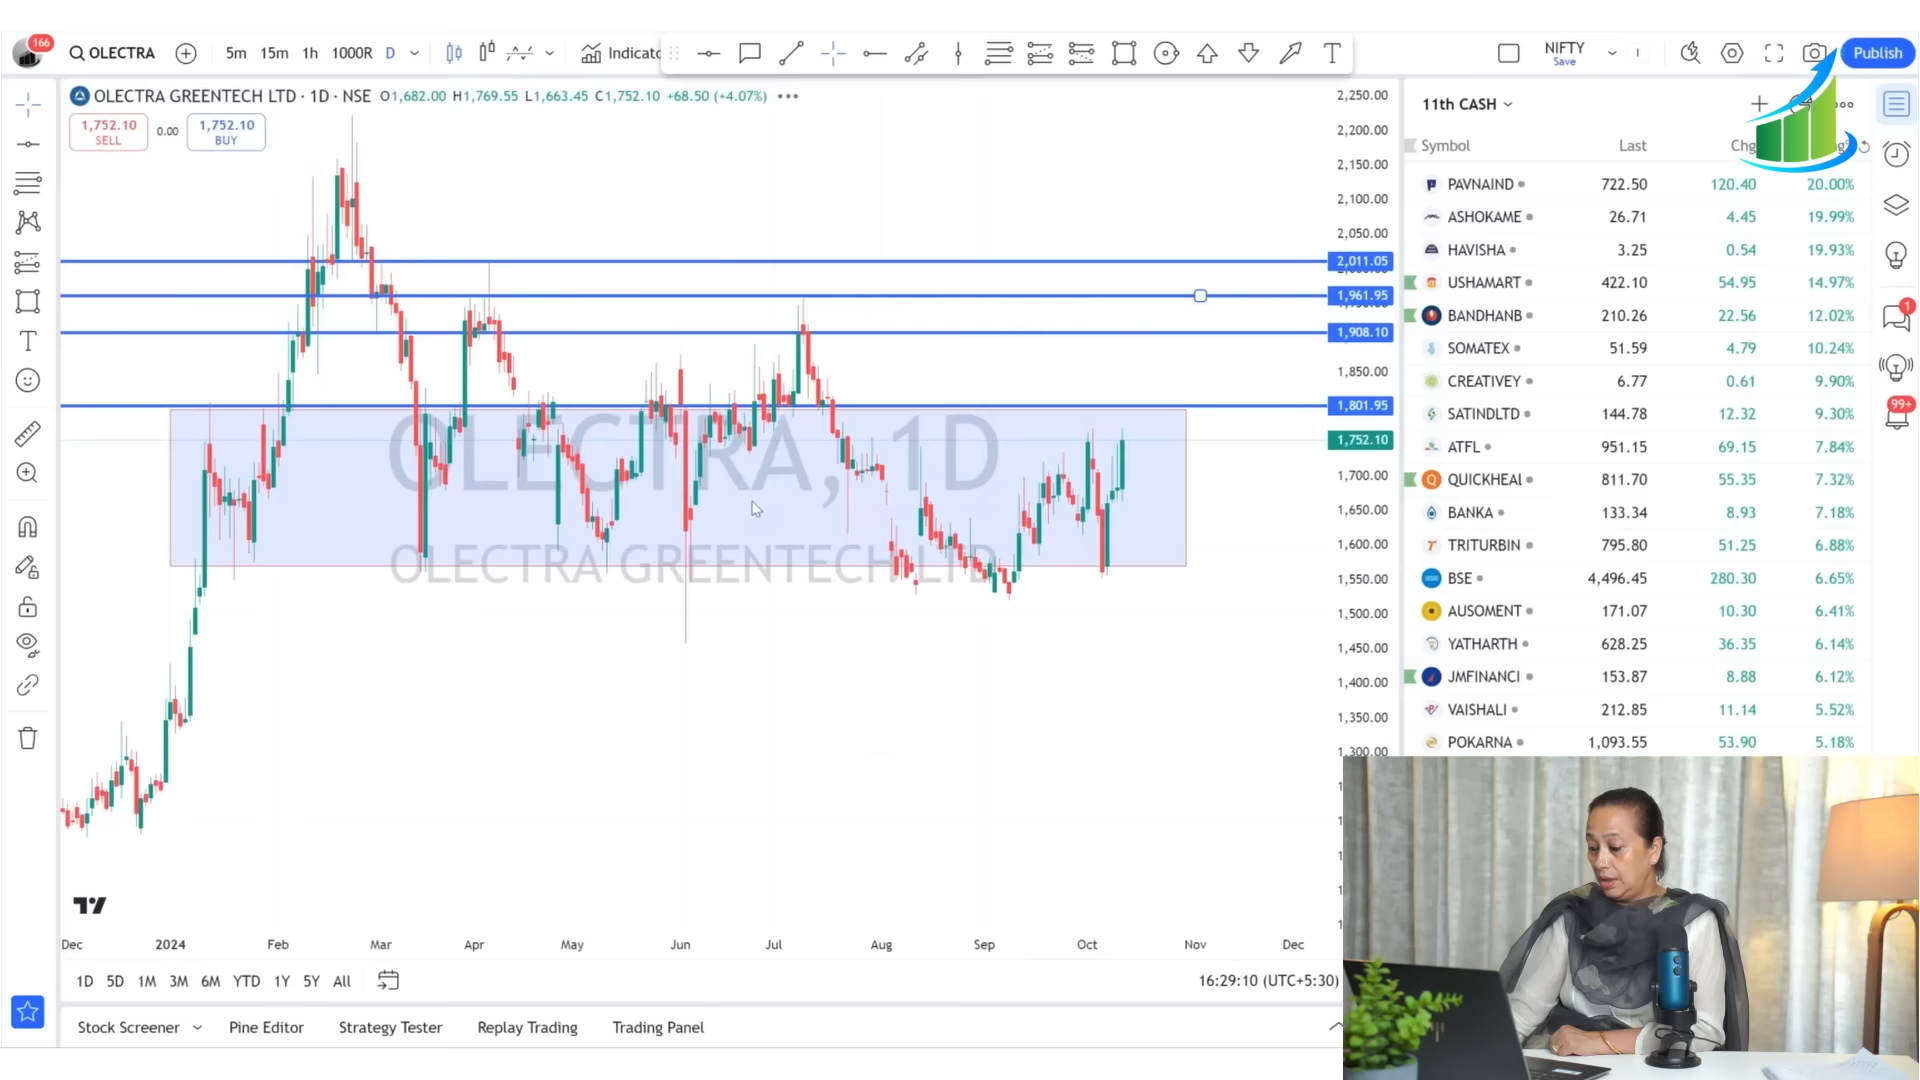 166
OLECTRA
5m 15m 1h 1000R D
Indicato
T
NIFTY
Save
Publish
OLECTRA GREENTECH LTD · 1D · NSE O1,682.00 H1,769.55 L1,663.45 C1,752.10 +68.50 (+4.07%)
1,752.10
SELL
0.00
1,752.10
BUY
OLECTRA, 1D
OLECTRA GREENTECH LTD
2,250.00
2,200.00
2,150.00
2,100.00
2,050.00
2,011.05
1,961.95
1,908.10
1,850.00
1,801.95
1,752.10
1,700.00
1,650.00
1,600.00
1,550.00
1,500.00
1,450.00
1,400.00
1,350.00
1,300.00
Dec 2024 Feb Mar Apr May Jun Jul Aug Sep Oct Nov Dec
1D 5D 1M 3M 6M YTD 1Y 5Y All
16:29:10 (UTC+5:30)
Stock Screener Pine Editor Strategy Tester Replay Trading Trading Panel
11th CASH
Symbol Last Chg
PAVNAIND 722.50 120.40 20.00%
ASHOKAME 26.71 4.45 19.99%
HAVISHA 3.25 0.54 19.93%
USHAMART 422.10 54.95 14.97%
BANDHANB 210.26 22.56 12.02%
SOMATEX 51.59 4.79 10.24%
CREATIVEY 6.77 0.61 9.90%
SATINDLTD 144.78 12.32 9.30%
ATFL 951.15 69.15 7.84%
QUICKHEAL 811.70 55.35 7.32%
BANKA 133.34 8.93 7.18%
TRITURBIN 795.80 51.25 6.88%
BSE 4,496.45 280.30 6.65%
AUSOMENT 171.07 10.30 6.41%
YATHARTH 628.25 36.35 6.14%
JMFINANCI 153.87 8.88 6.12%
VAISHALI 212.85 11.14 5.52%
POKARNA 1,093.55 53.90 5.18%
1
99+